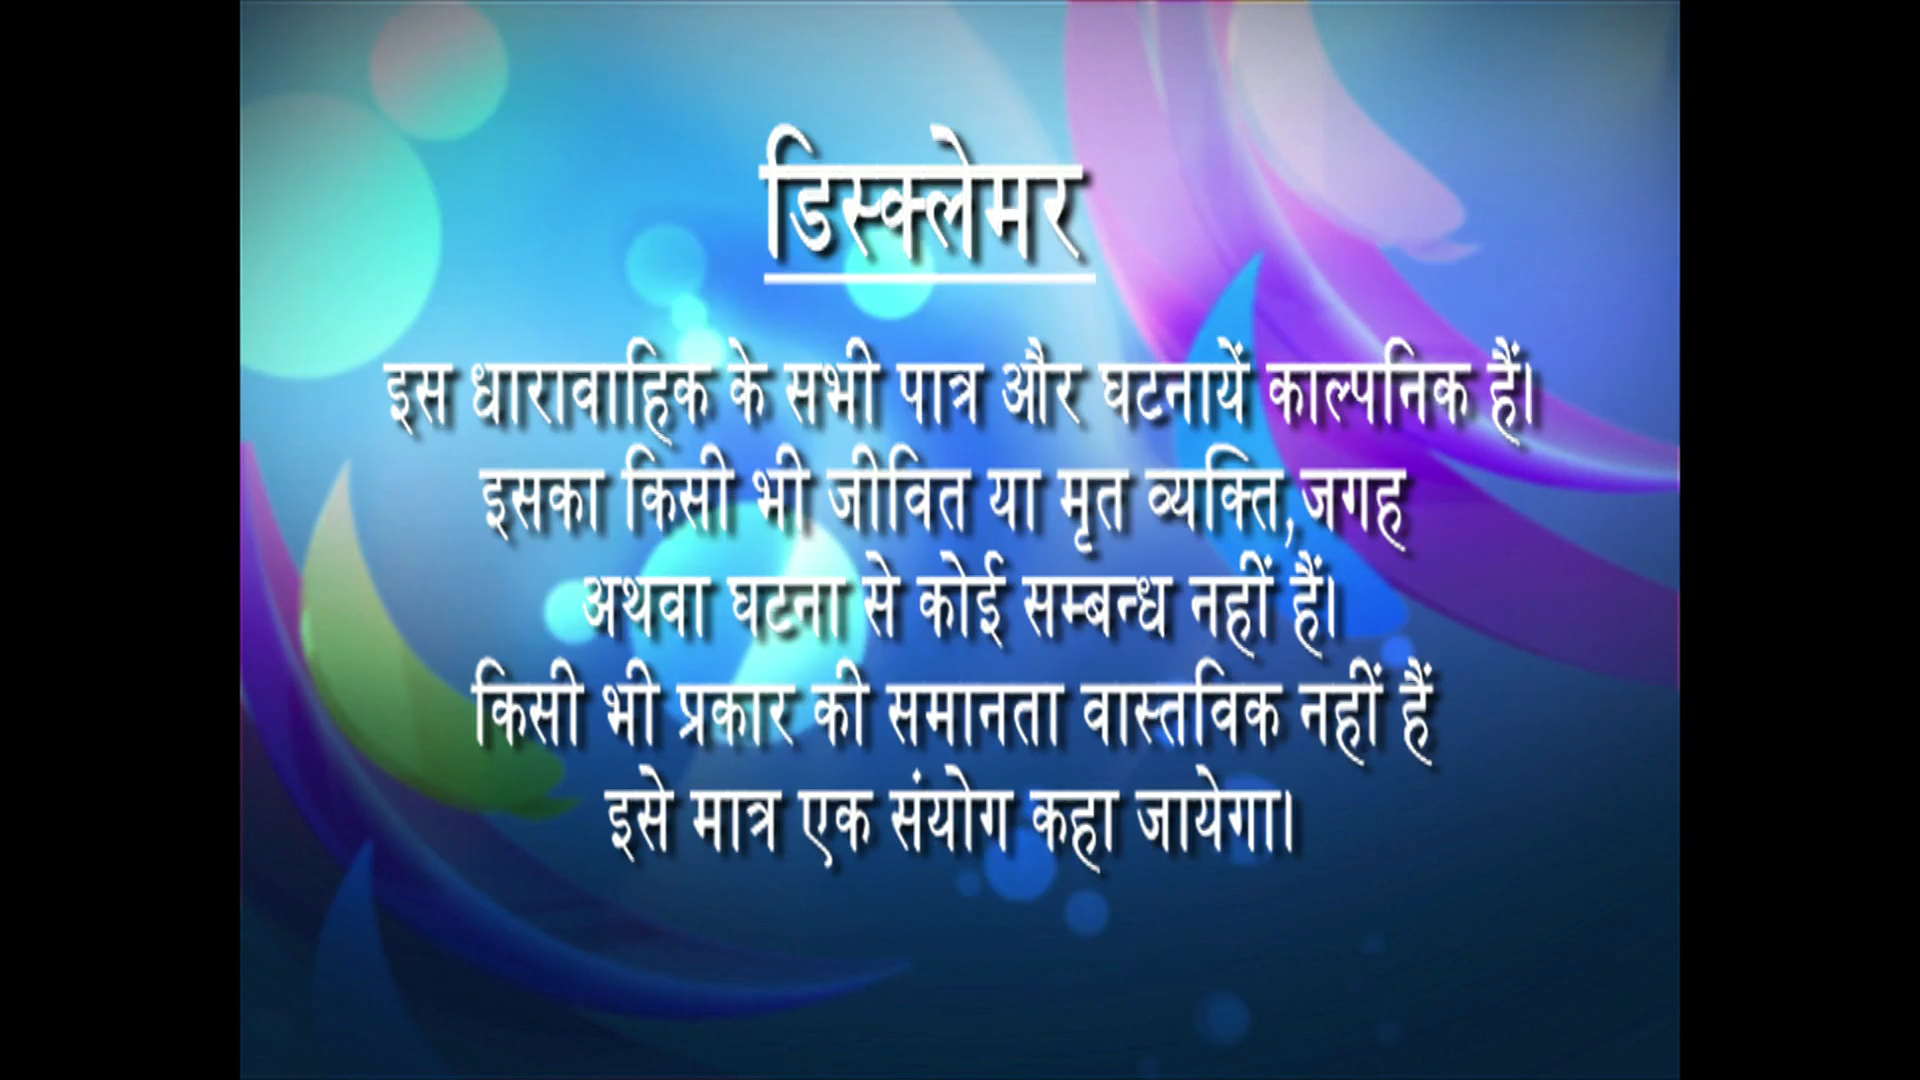 डिस्क्लेमर
इस धारावाहिक के सभी पात्र और घटनायें काल्पनिक हैं।
इसका किसी भी जीवित या मृत व्यक्ति,जगह
अथवा घटना से कोई सम्बन्ध नहीं हैं।
किसी भी प्रकार की समानता वास्तविक नहीं हैं
इसे मात्र एक संयोग कहा जायेगा।